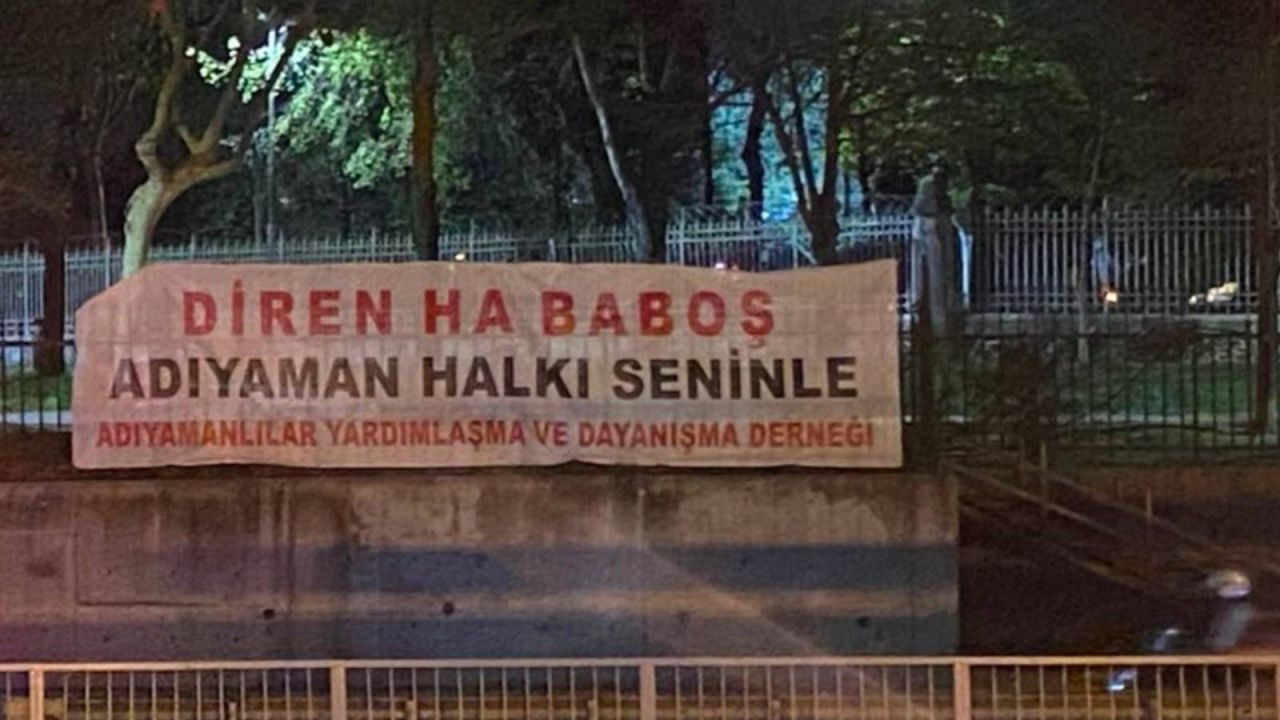 DİREN HA BABOŞ
ADIYAMAN HALKI SENİNLE
ADIYAMANLILAR YARDIMLAŞMA VE DAYANIŞMA DERNEĞİ